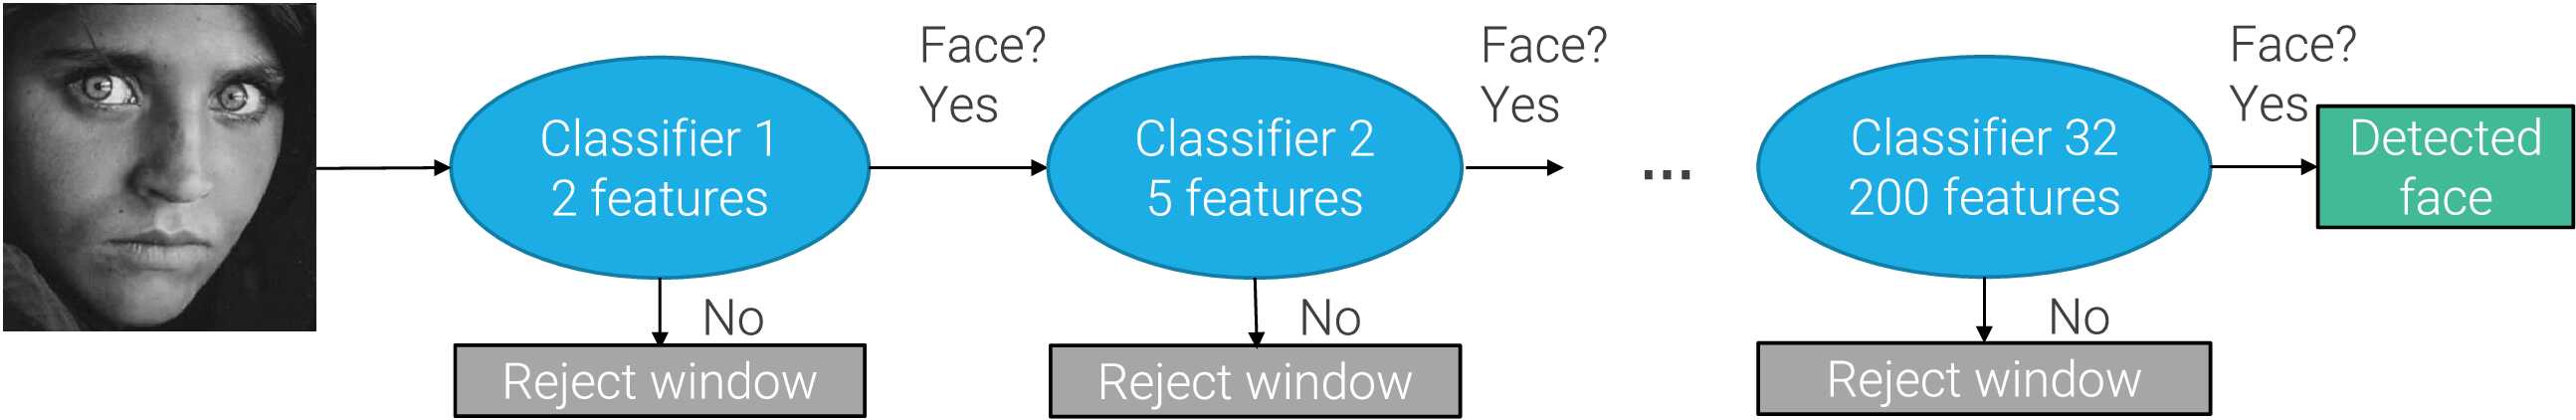 Face?
Yes
Face?
Yes
Face?
Yes
Classifier 1
2 features
Classifier 2
5 features
...
Classifier 32
200 features
Detected
face
No
No
No
Reject window
Reject window
Reject window